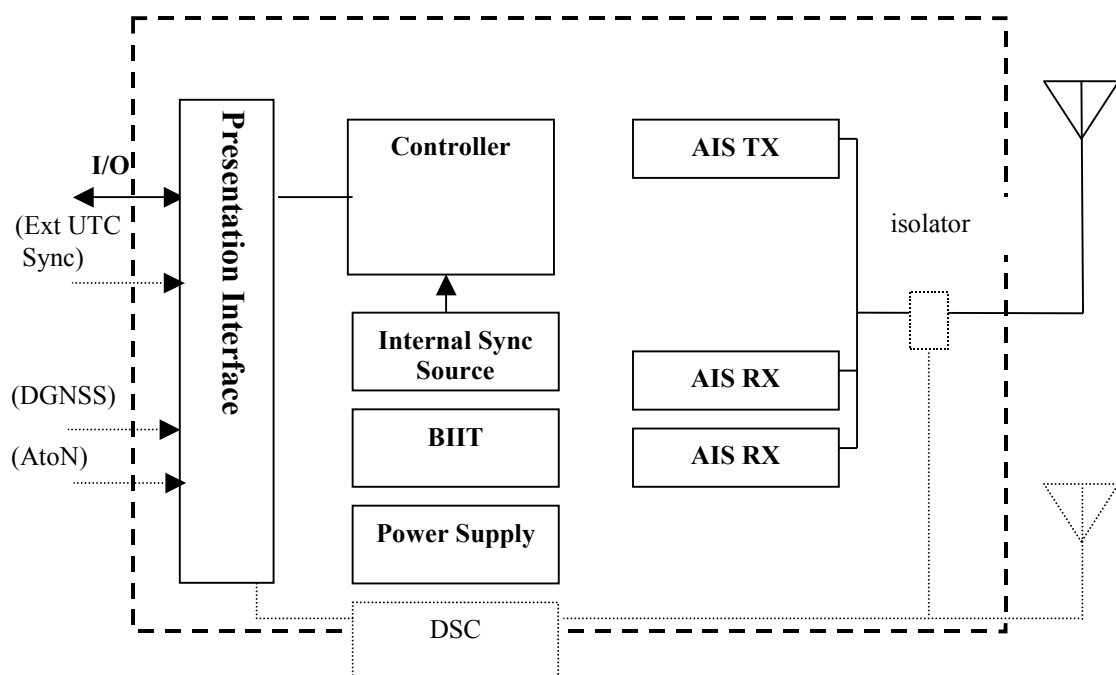 Presentation Interface
I/O
(Ext UTC
Sync)
(DGNSS)
(AtoN)
Controller
Internal Sync
Source
BIIT
Power Supply
DSC
AIS TX
AIS RX
AIS RX
isolator